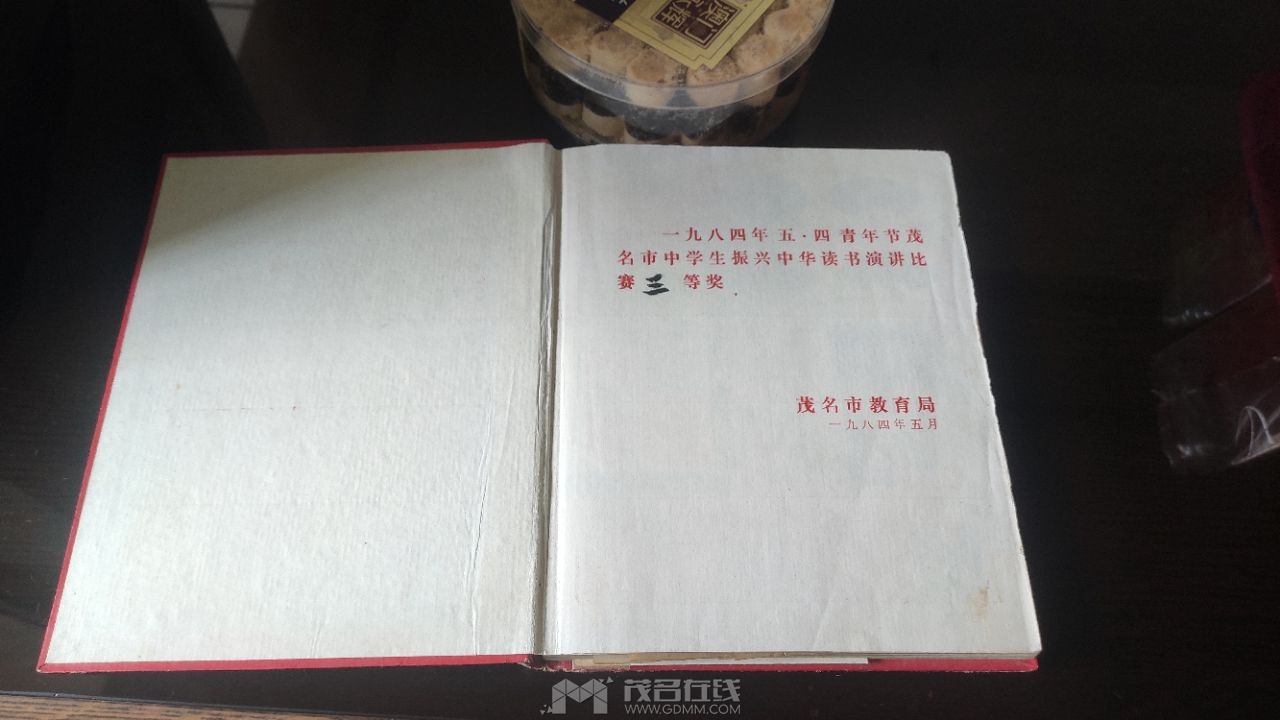 澳门
一九八四年 五·四 青年节茂
名市中学生振兴中华读书演讲比
赛三 等奖
茂名市教育局
一九八四年五月
茂名在线
WWW.GDMM.COM